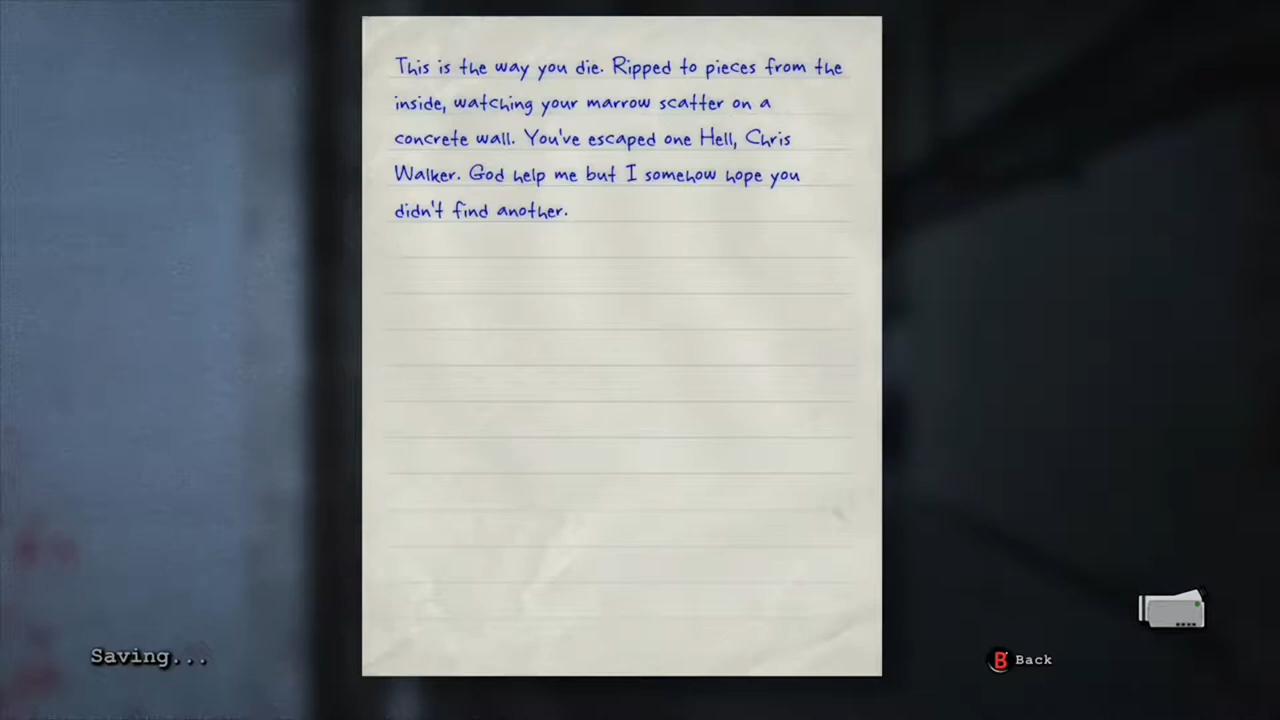 This is the way you die. Ripped to pieces from the
inside, watching your marrow scatter on a
concrete wall. You've escaped one Hell, Chris
Walker. God help me but I somehow hope you
didn't find another.
Saving...
B Back